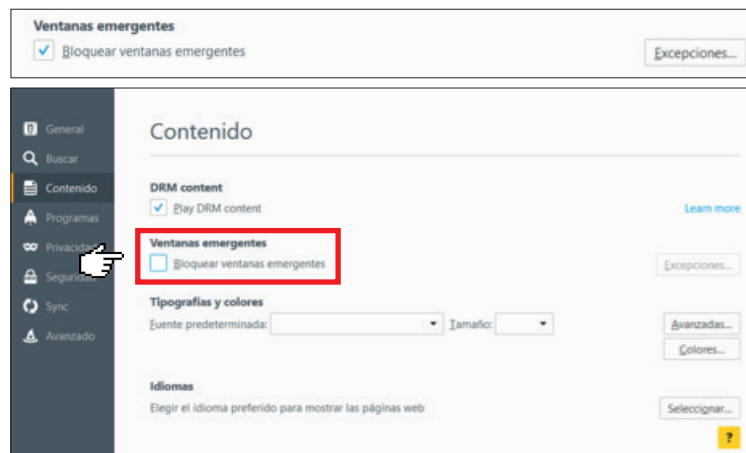 Ventanas emergentes
Bloquear ventanas emergentes
Excepciones...
General
Buscar
Contenido
Programas
Privacidad
Seguridad
Sync
Avanzado
Contenido
DRM content
Play DRM content
Learn more
Ventanas emergentes
Bloquear ventanas emergentes
Excepciones...
Tipografías y colores
Fuente predeterminada:
Tamaño:
Avanzadas...
Colores...
Idiomas
Elegir el idioma preferido para mostrar las páginas web
Seleccignar...
?